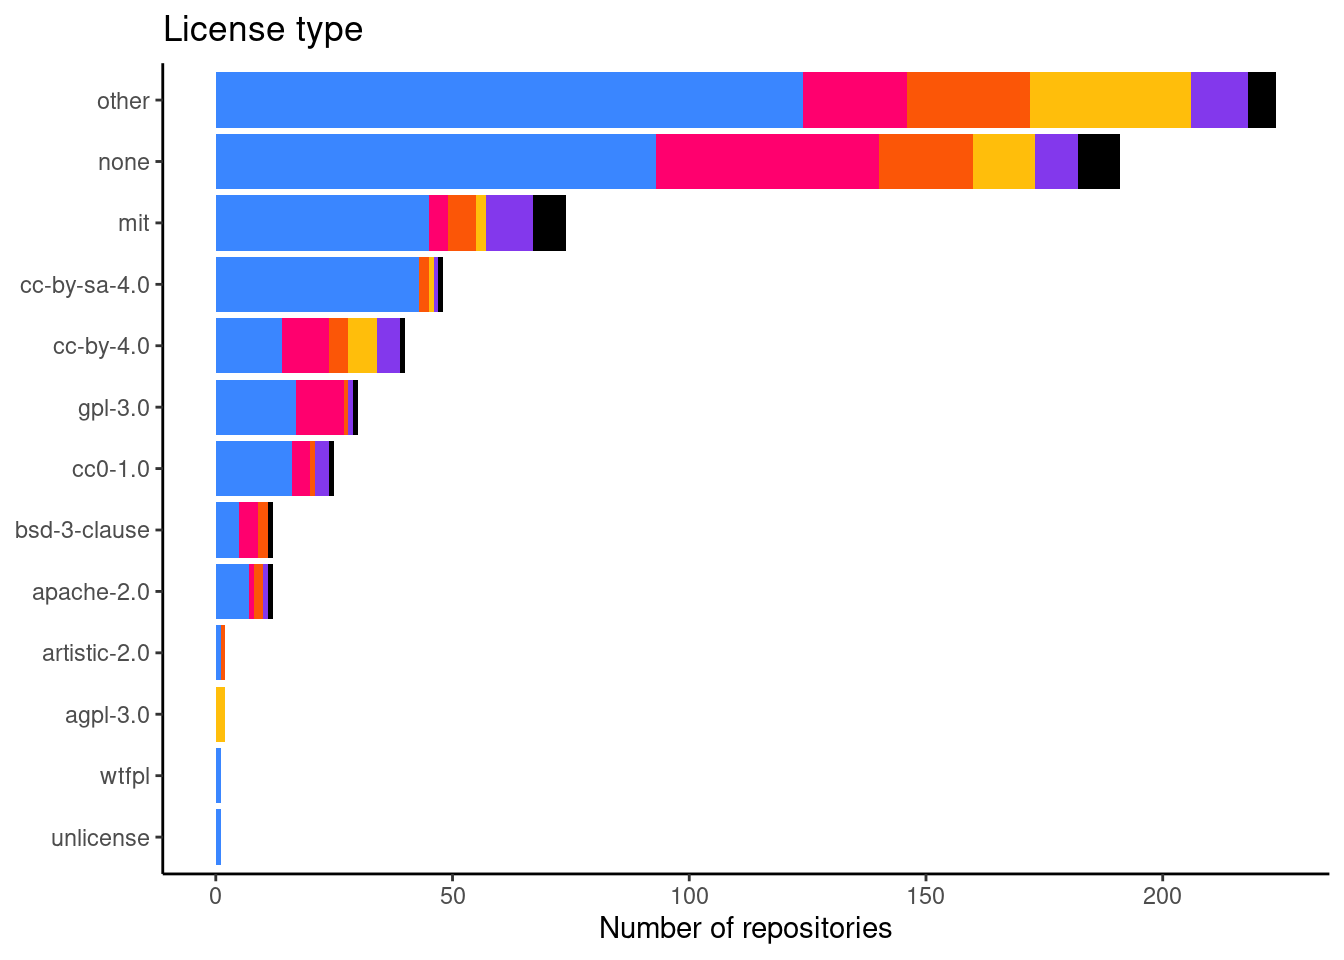 License type
other
none
mit
cc-by-sa-4.0
cc-by-4.0
gpl-3.0
cc0-1.0
bsd-3-clause
apache-2.0
artistic-2.0
agpl-3.0
wtfpl
unlicense
0 50 100 150 200
Number of repositories